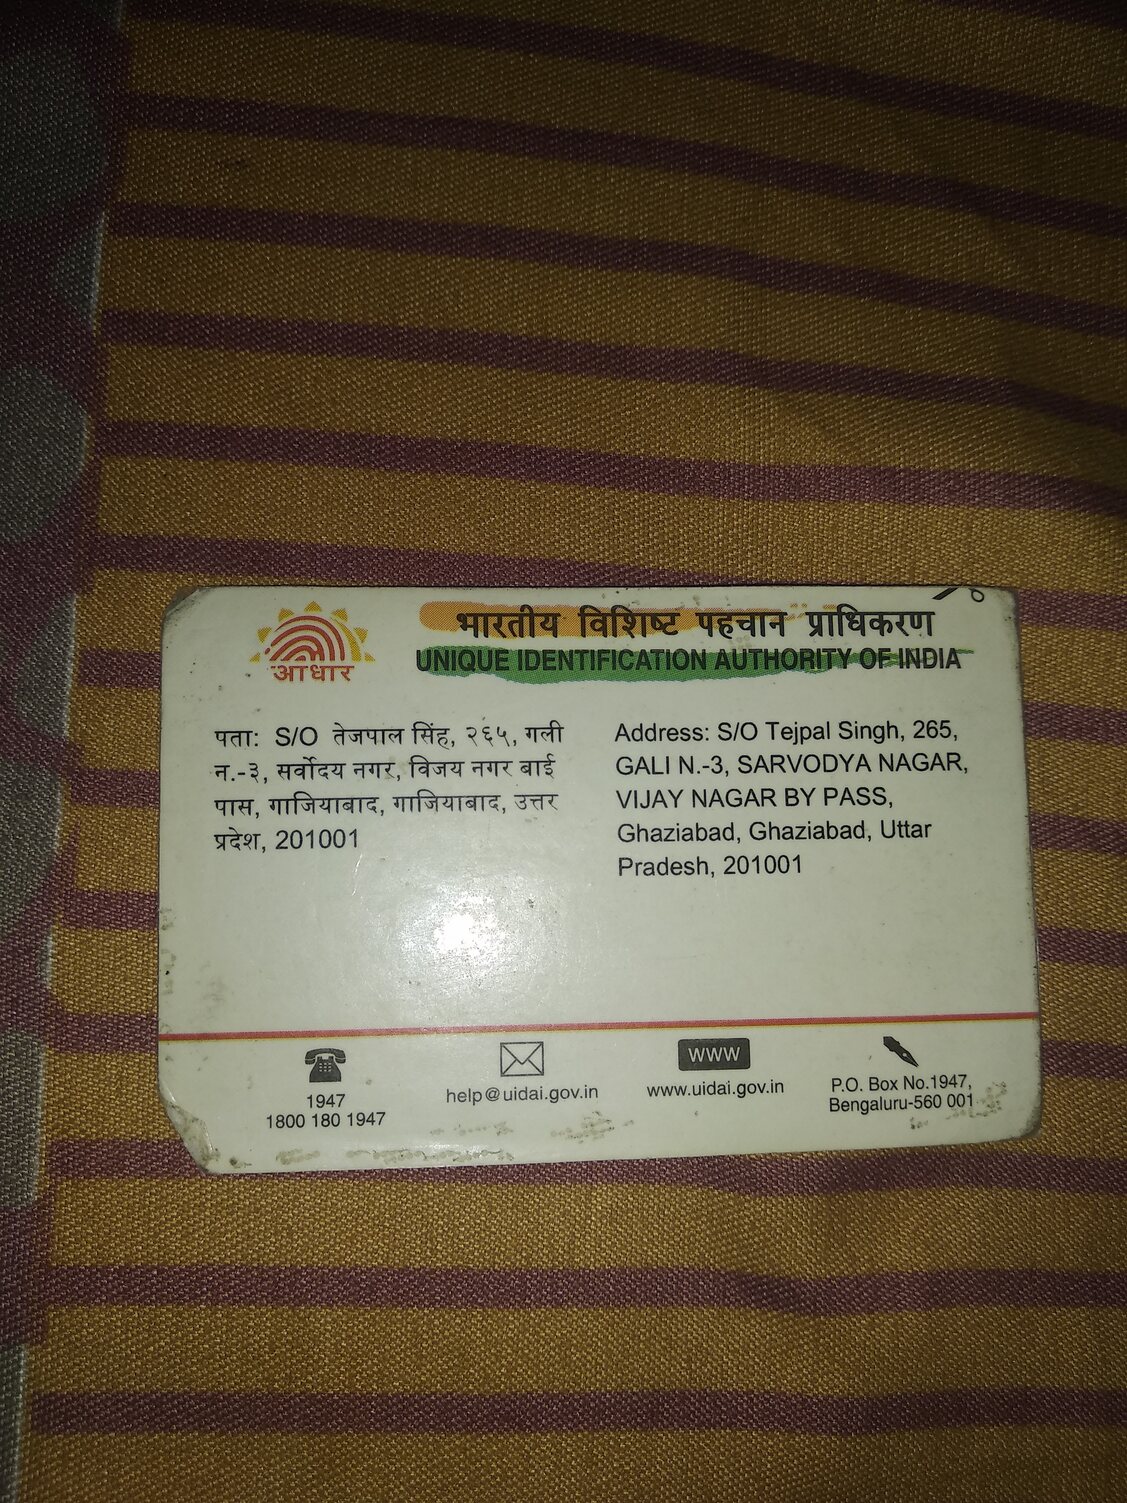 आधार
भारतीय विशिष्ट पहचान प्राधिकरण
UNIQUE IDENTIFICATION AUTHORITY OF INDIA
पता: S/O तेजपाल सिंह, २६५, गली
न.-३, सर्वोदय नगर, विजय नगर बाई
पास, गाजियाबाद, गाजियाबाद, उत्तर
प्रदेश, 201001
Address: S/O Tejpal Singh, 265,
GALI N.-3, SARVODYA NAGAR,
VIJAY NAGAR BY PASS,
Ghaziabad, Ghaziabad, Uttar
Pradesh, 201001
1947
1800 180 1947
help@uidai.gov.in
www
www.uidai.gov.in
P.O. Box No.1947,
Bengaluru-560 001